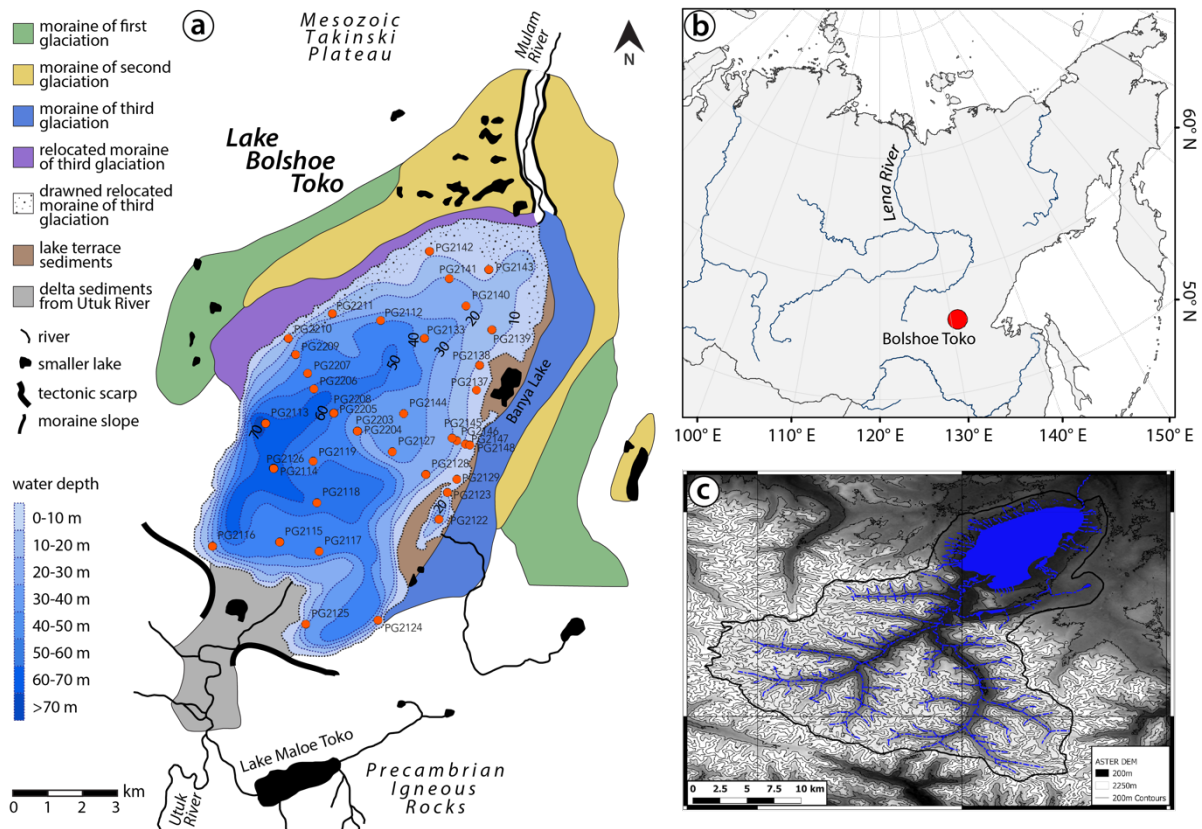 a
moraine of first
glaciation
moraine of second
glaciation
moraine of third
glaciation
relocated moraine
of third glaciation
drawned relocated
moraine of third
glaciation
lake terrace
sediments
delta sediments
from Utuk River
river
smaller lake
tectonic scarp
moraine slope
water depth
0-10 m
10-20 m
20-30 m
30-40 m
40-50 m
50-60 m
60-70 m
>70 m
0 1 2 3 km
Mesozoic
Takinski
Plateau
Mulam
River
N
Lake
Bolshoe
Toko
PG2142
PG2141
PG2143
PG2140
PG2211
PG2112
PG2133
PG2139
PG2210
PG2209
PG2138
PG2207
PG2137
PG2206
PG2208
PG2205
PG2144
PG2113
PG2203
PG2204
PG2145
PG2146
PG2147
PG2148
PG2127
PG2119
PG2126
PG2114
PG2128
PG2129
PG2118
PG2123
PG2122
PG2116
PG2115
PG2117
PG2125
PG2124
10
20
30
40
50
60
70
20
Banya Lake
Lake Maloe Toko
Utuk
River
Precambrian
Igneous
Rocks
b
Lena River
Bolshoe Toko
60° N
50° N
100° E
110° E
120° E
130° E
140° E
150° E
c
0 2.5 5 7.5 10 km
ASTER DEM
200m
2250m
200m Contours